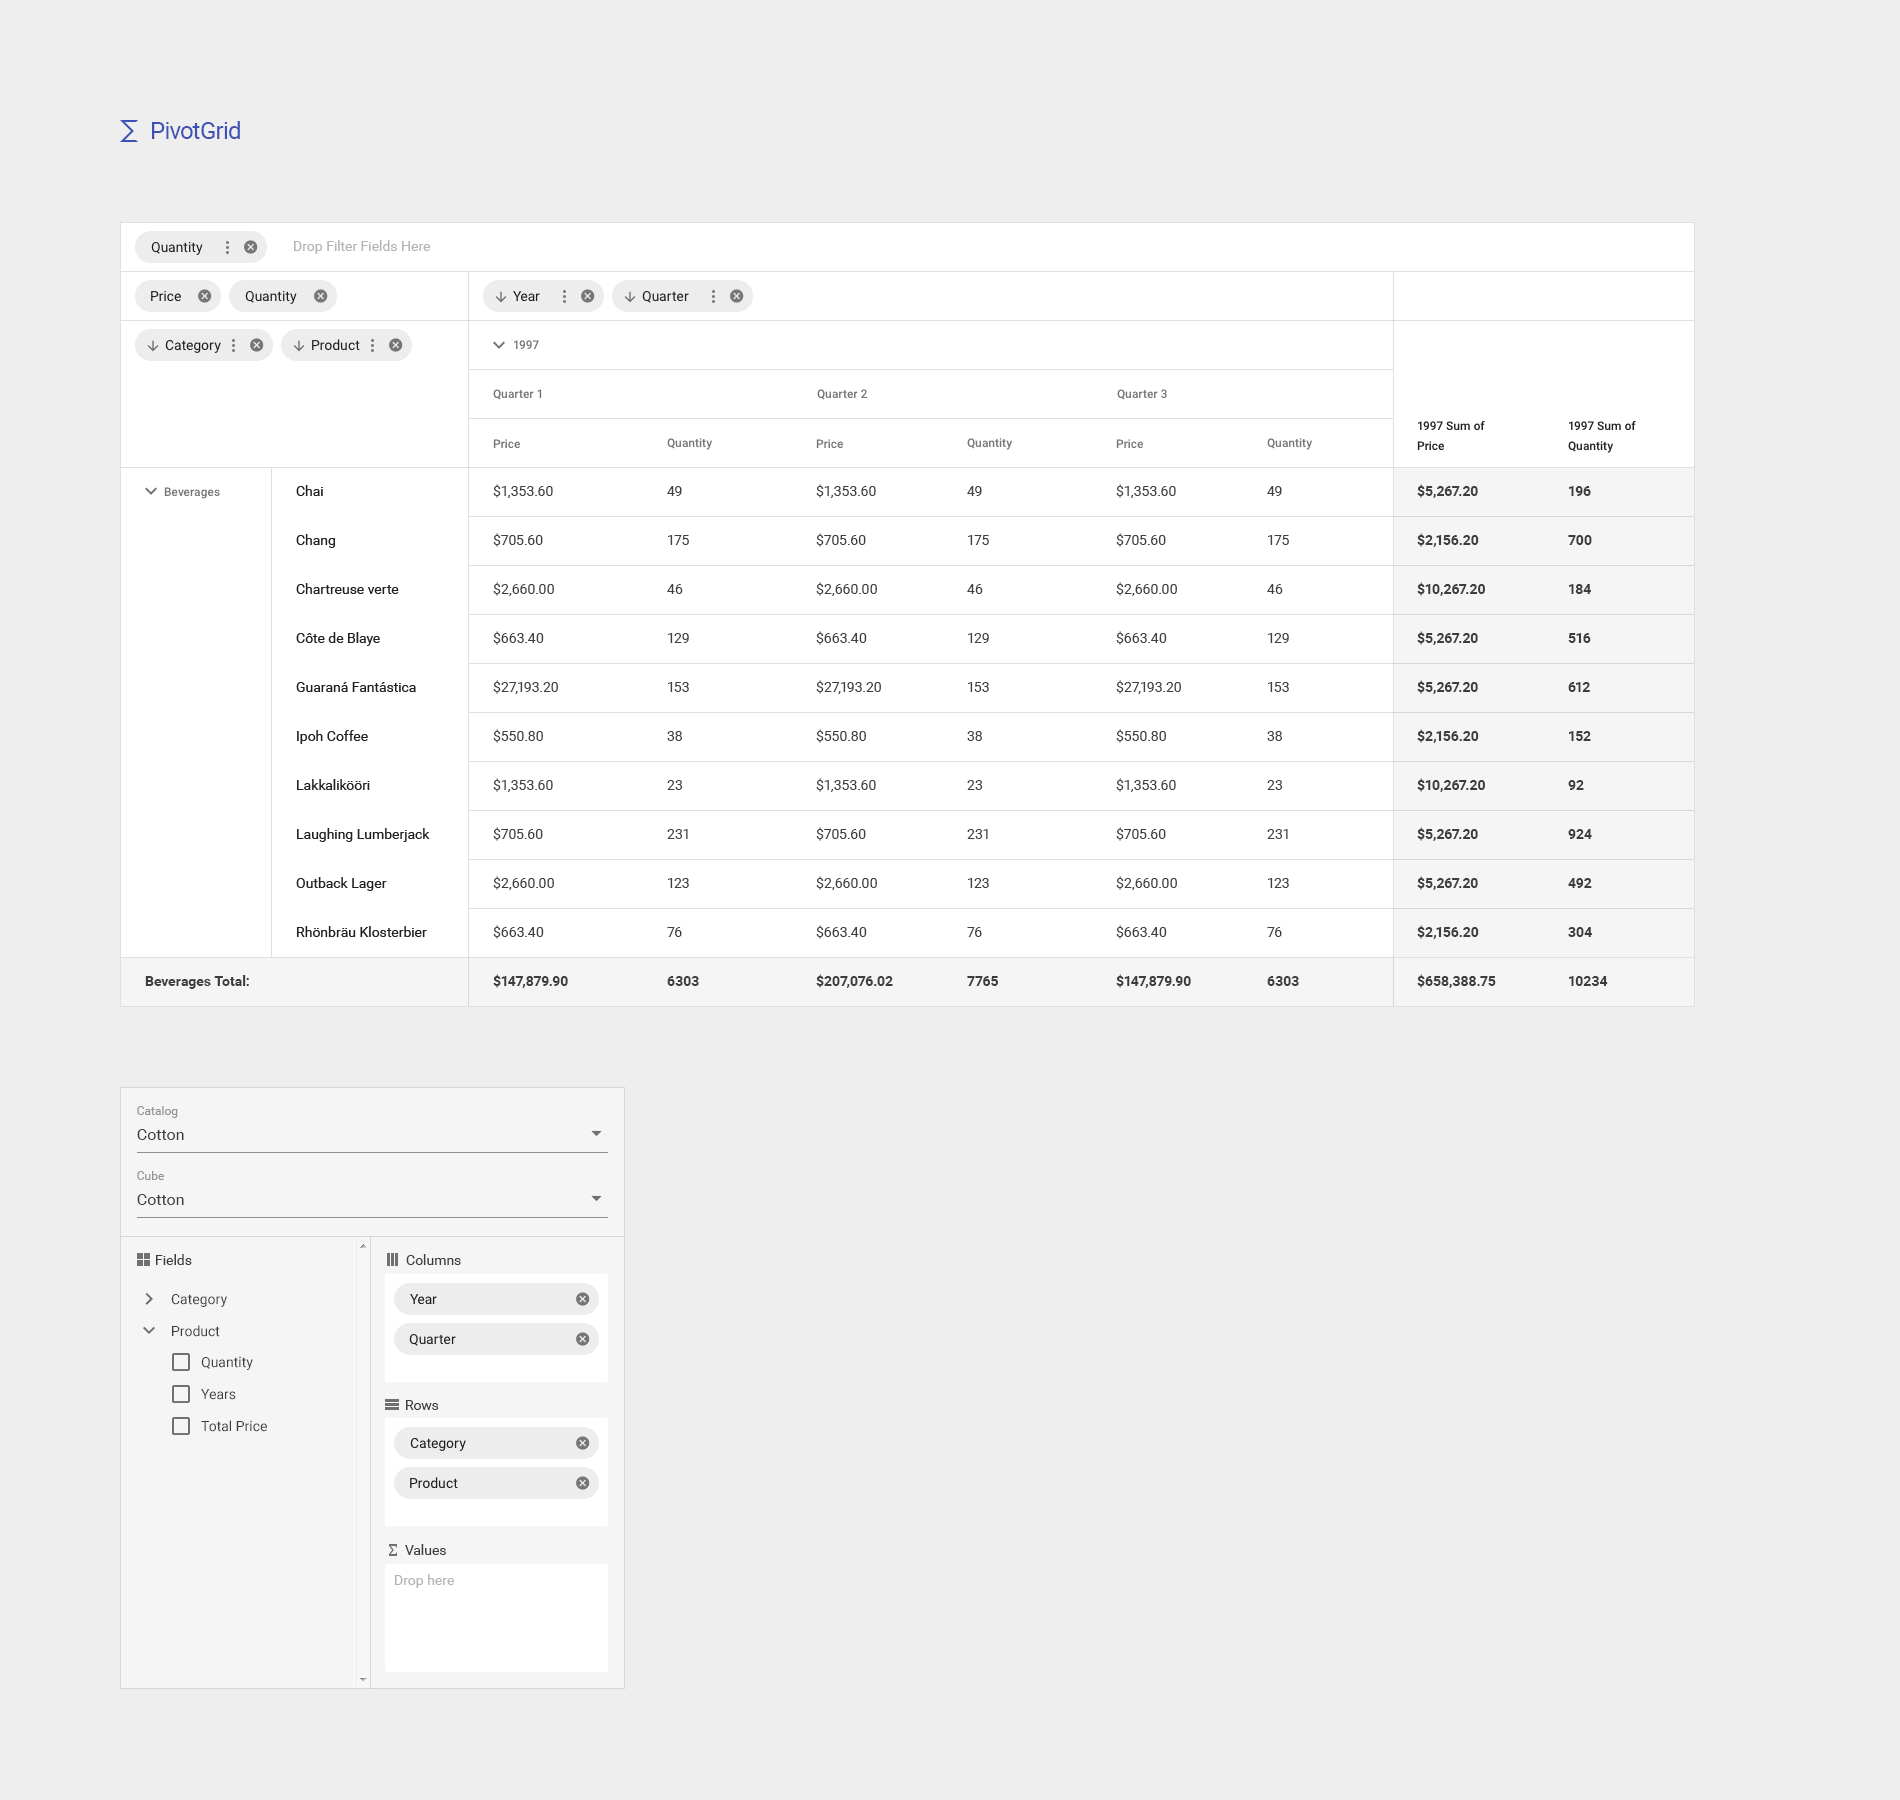 PivotGrid
Quantity Drop Filter Fields Here
Price Quantity Year Quarter
Category Product 1997
Quarter 1 Quarter 2 Quarter 3
1997 Sum of Price 1997 Sum of Quantity
Price Quantity Price Quantity Price Quantity
Beverages Chai $1,353.60 49 $1,353.60 49 $1,353.60 49 $5,267.20 196
Chang $705.60 175 $705.60 175 $705.60 175 $2,156.20 700
Chartreuse verte $2,660.00 46 $2,660.00 46 $2,660.00 46 $10,267.20 184
Côte de Blaye $663.40 129 $663.40 129 $663.40 129 $5,267.20 516
Guaraná Fantástica $27,193.20 153 $27,193.20 153 $27,193.20 153 $5,267.20 612
Ipoh Coffee $550.80 38 $550.80 38 $550.80 38 $2,156.20 152
Lakkalikööri $1,353.60 23 $1,353.60 23 $1,353.60 23 $10,267.20 92
Laughing Lumberjack $705.60 231 $705.60 231 $705.60 231 $5,267.20 924
Outback Lager $2,660.00 123 $2,660.00 123 $2,660.00 123 $5,267.20 492
Rhönbräu Klosterbier $663.40 76 $663.40 76 $663.40 76 $2,156.20 304
Beverages Total: $147,879.90 6303 $207,076.02 7765 $147,879.90 6303 $658,388.75 10234
Catalog
Cotton
Cube
Cotton
Fields
Category
Product
Quantity
Years
Total Price
Columns
Year
Quarter
Rows
Category
Product
Σ Values
Drop here